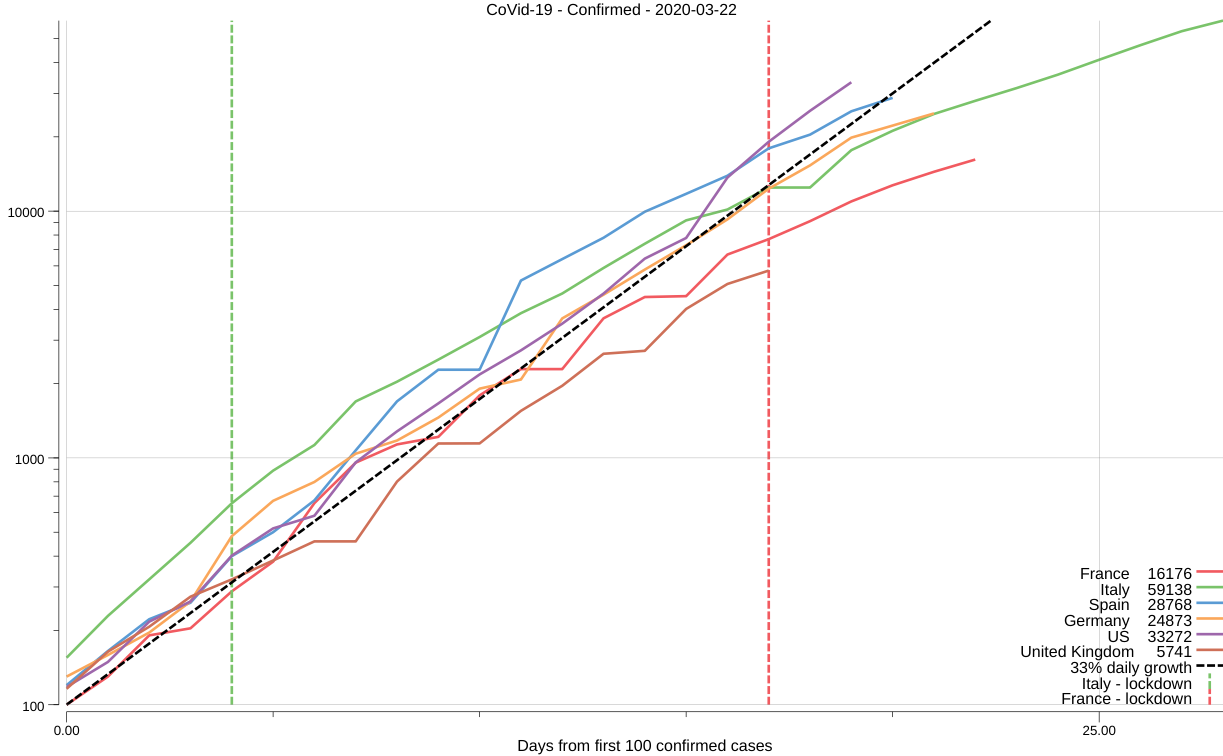 CoVid-19 - Confirmed - 2020-03-22
10000
1000
100
0.00
25.00
Days from first 100 confirmed cases
France 16176
Italy 59138
Spain 28768
Germany 24873
US 33272
United Kingdom 5741
33% daily growth
Italy - lockdown
France - lockdown